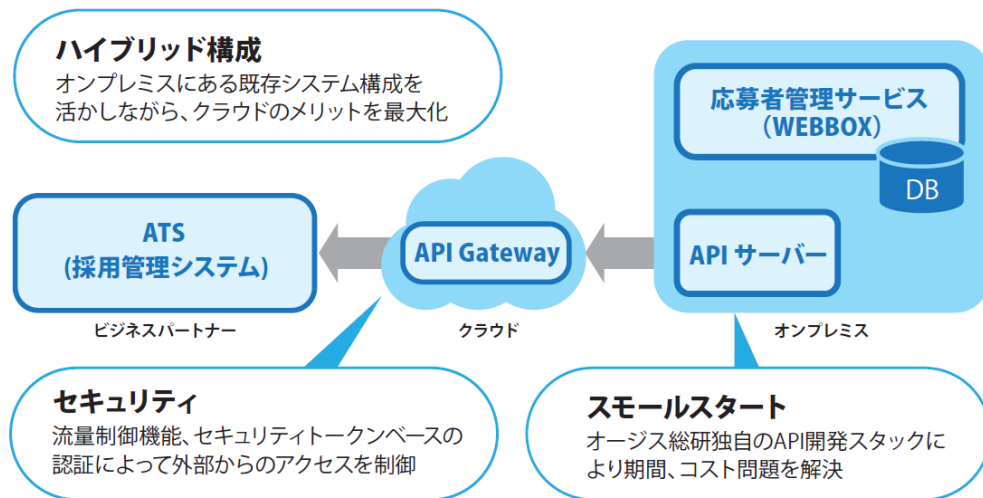 ハイブリッド構成
オンプレミスにある既存システム構成を
活かしながら、クラウドのメリットを最大化
応募者管理サービス
（WEBBOX）
DB
ATS
(採用管理システム)
API Gateway
API サーバー
ビジネスパートナー
クラウド
オンプレミス
セキュリティ
流量制御機能、セキュリティトークンベースの
認証によって外部からのアクセスを制御
スモールスタート
オージス総研独自のAPI開発スタックに
より期間、コスト問題を解決